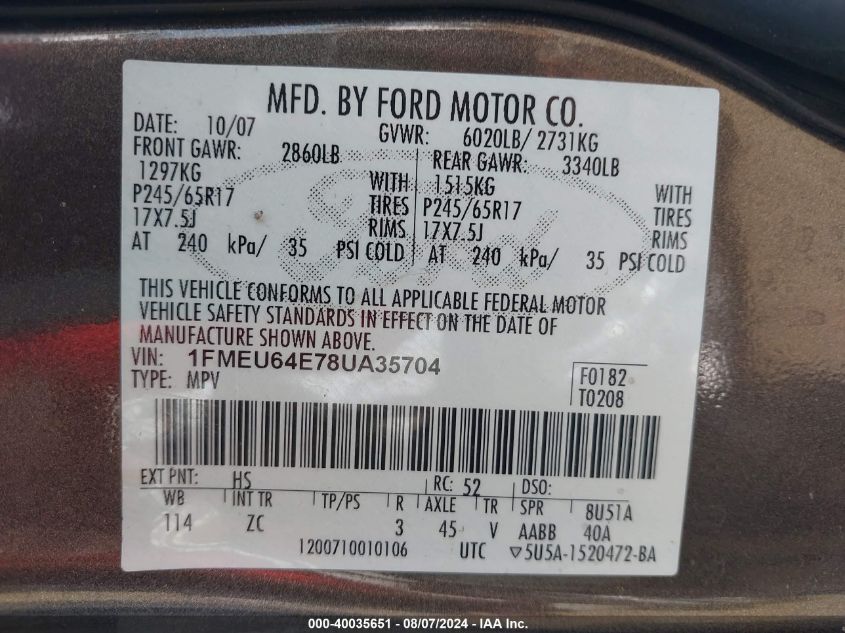 MFD. BY FORD MOTOR CO.
DATE: 10/07 GVWR: 6020LB/ 2731KG
FRONT GAWR: 2860LB REAR GAWR: 3340LB
1297KG WITH 1515KG WITH
P245/65R17 TIRES P245/65R17 TIRES
17X7.5J RIMS 17X7.5J RIMS
AT 240 kPa/ 35 PSI COLD AT 240 kPa/ 35 PSI COLD
THIS VEHICLE CONFORMS TO ALL APPLICABLE FEDERAL MOTOR
VEHICLE SAFETY STANDARDS IN EFFECT ON THE DATE OF
MANUFACTURE SHOWN ABOVE.
VIN: 1FMEU64E78UA35704
TYPE: MPV F0182
T0208
EXT PNT: HS RC: 52 DSO:
WB INT TR TP/PS R AXLE TR SPR 8U51A
114 ZC 3 45 V AABB 40A
1200710010106 UTC ▽5U5A-1520472-BA
000-40035651 - 08/07/2024 - IAA Inc.